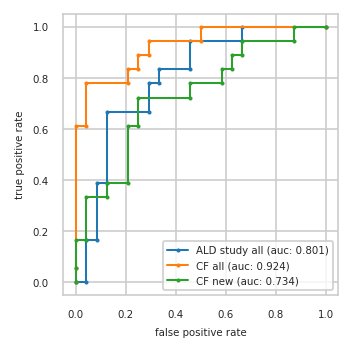 1.0
0.8
0.6
0.4
0.2
0.0
true positive rate
ALD study all (auc: 0.801)
CF all (auc: 0.924)
CF new (auc: 0.734)
0.0 0.2 0.4 0.6 0.8 1.0
false positive rate